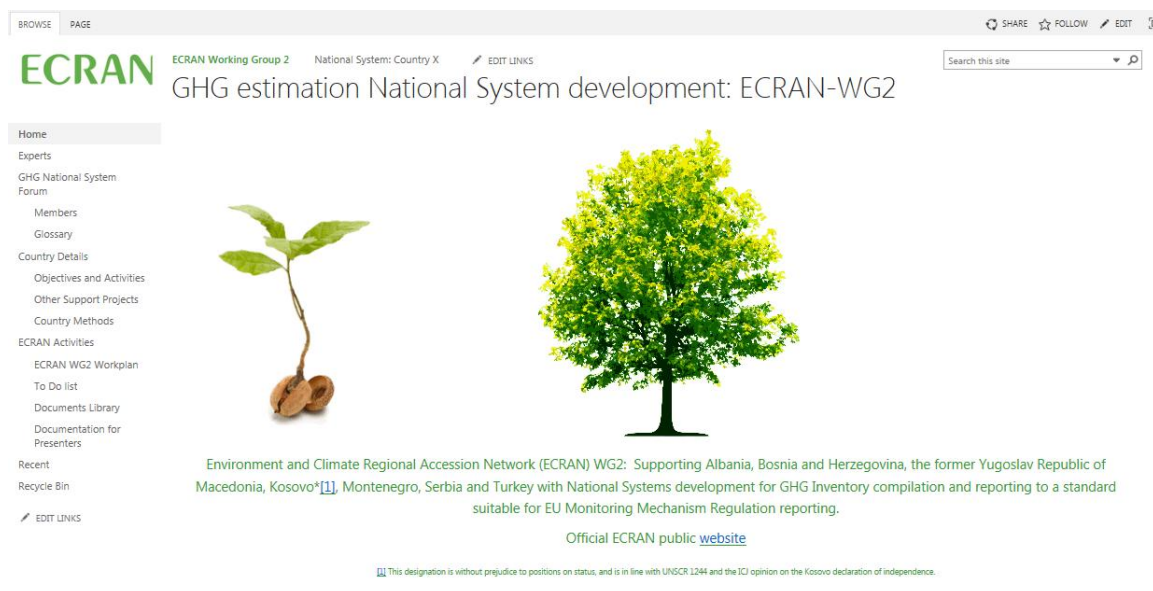 BROWSE PAGE
SHARE FOLLOW EDIT
ECRAN
ECRAN Working Group 2 National System: Country X EDIT LINKS
Search this site
GHG estimation National System development: ECRAN-WG2
Home
Experts
GHG National System
Forum
Members
Glossary
Country Details
Objectives and Activities
Other Support Projects
Country Methods
ECRAN Activities
ECRAN WG2 Workplan
To Do list
Documents Library
Documentation for
Presenters
Recent
Recycle Bin
EDIT LINKS
Environment and Climate Regional Accession Network (ECRAN) WG2: Supporting Albania, Bosnia and Herzegovina, the former Yugoslav Republic of
Macedonia, Kosovo*[1], Montenegro, Serbia and Turkey with National Systems development for GHG Inventory compilation and reporting to a standard
suitable for EU Monitoring Mechanism Regulation reporting.
Official ECRAN public website
[1] This designation is without prejudice to positions on status, and is in line with UNSCR 1244 and the ICJ opinion on the Kosovo declaration of independence.